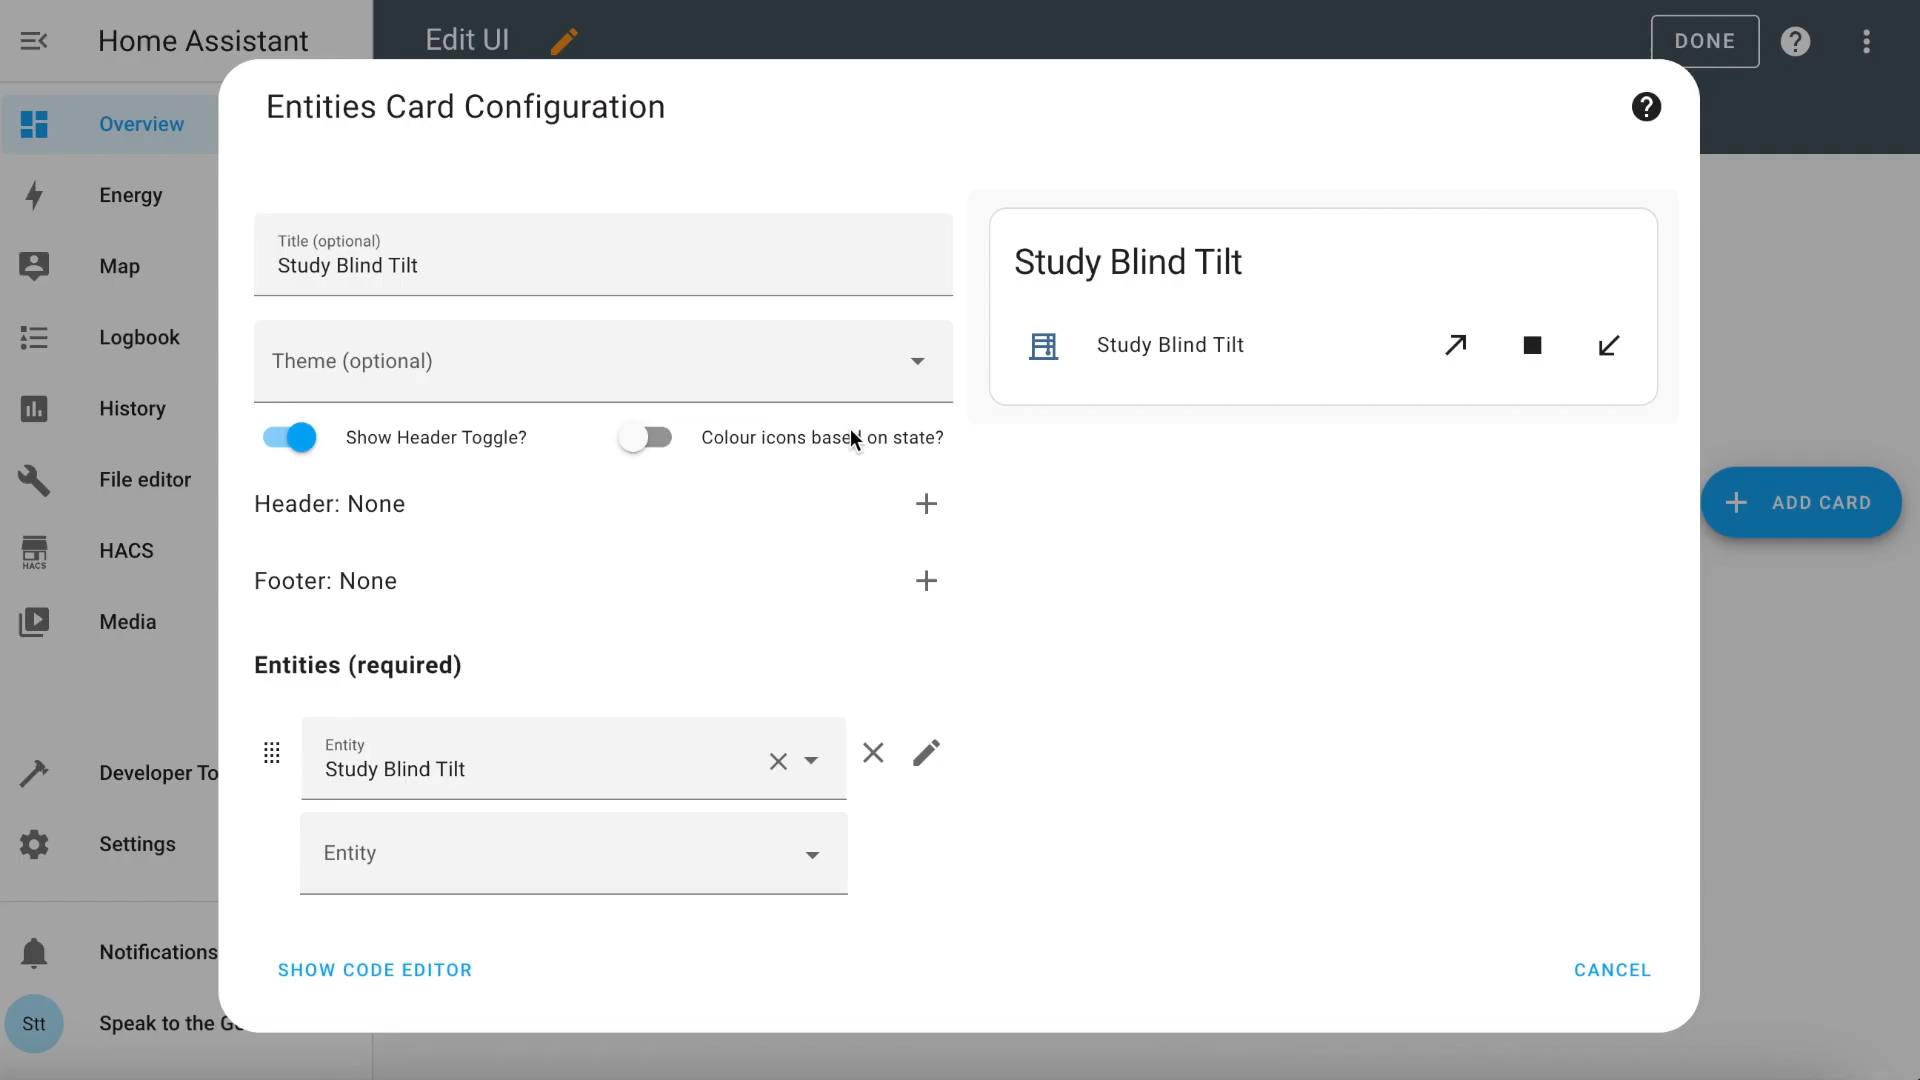 Home Assistant
Edit UI
DONE
Overview
Energy
Map
Logbook
History
File editor
HACS
HACS
Media
Developer To
Settings
Notifications
Stt
Speak to the G
Entities Card Configuration
Title (optional)
Study Blind Tilt
Theme (optional)
Show Header Toggle?
Colour icons based on state?
Header: None
Footer: None
Entities (required)
Entity
Study Blind Tilt
Entity
SHOW CODE EDITOR
CANCEL
Study Blind Tilt
Study Blind Tilt
ADD CARD